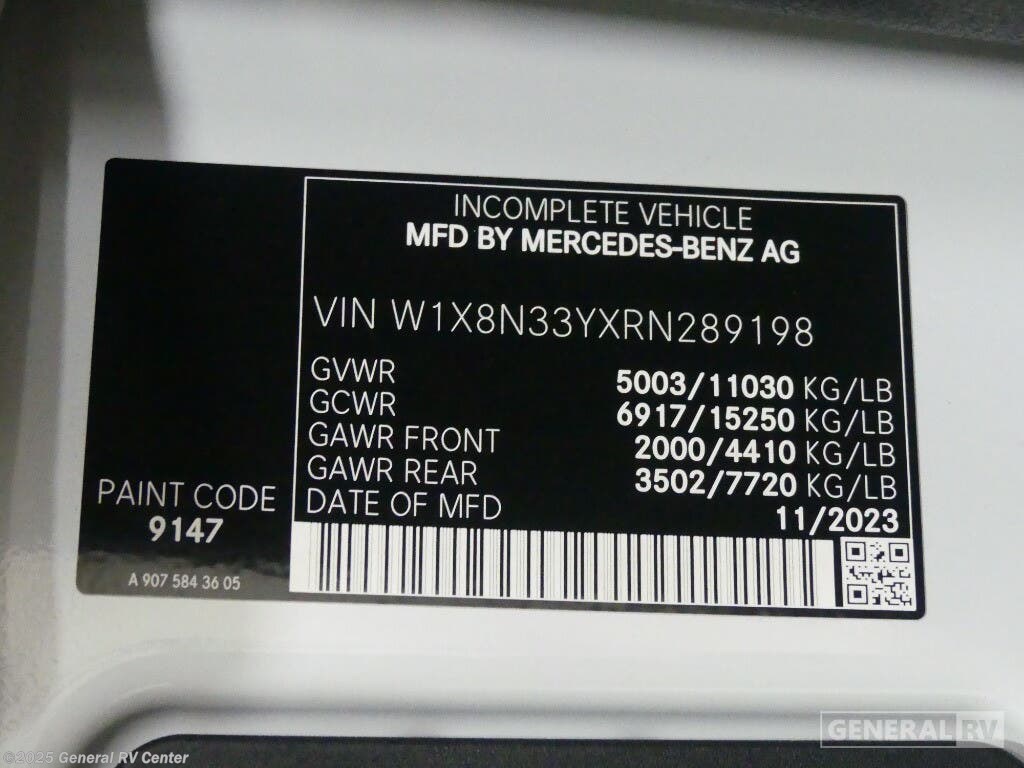 INCOMPLETE VEHICLE
MFD BY MERCEDES-BENZ AG
VIN W1X8N33YXRN289198
GVWR 5003/11030 KG/LB
GCWR 6917/15250 KG/LB
GAWR FRONT 2000/4410 KG/LB
GAWR REAR 3502/7720 KG/LB
DATE OF MFD 11/2023
PAINT CODE
9147
A 907 584 36 05
GENERAL RV
©2025 General RV Center